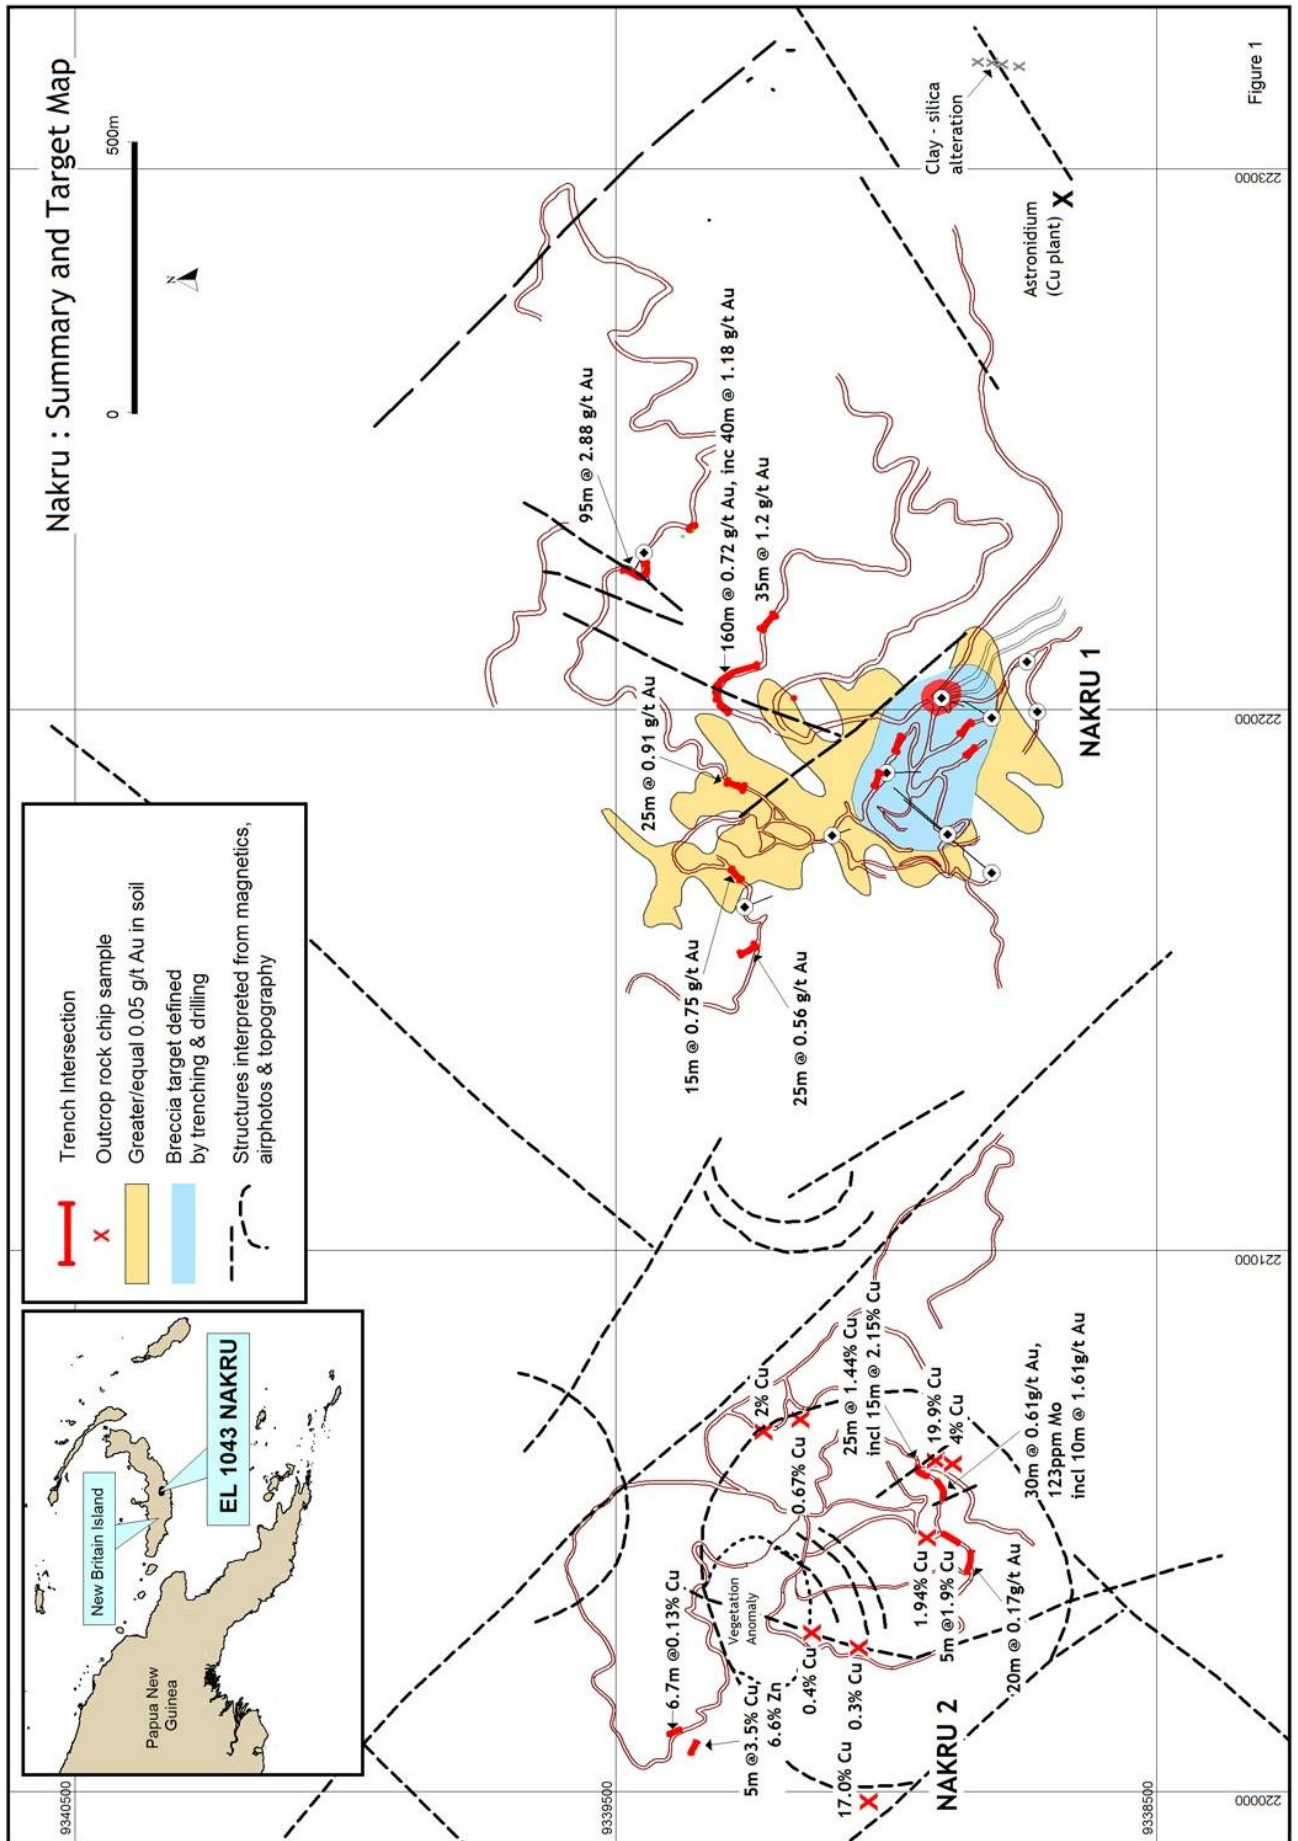 Nakru : Summary and Target Map
0
500m
N
New Britain Island
EL 1043 NAKRU
Papua New
Guinea
Trench Intersection
X
Outcrop rock chip sample
Greater/equal 0.05 g/t Au in soil
Breccia target defined
by trenching & drilling
Structures interpreted from magnetics,
airphotos & topography
9340500
9339500
9338500
220000
221000
222000
223000
95m @ 2.88 g/t Au
160m @ 0.72 g/t Au, inc 40m @ 1.18 g/t Au
35m @ 1.2 g/t Au
25m @ 0.91 g/t Au
15m @ 0.75 g/t Au
25m @ 0.56 g/t Au
NAKRU 1
Clay - silica
alteration
Astronidium
(Cu plant)
X
2% Cu
0.67% Cu
25m @ 1.44% Cu
incl 15m @ 2.15% Cu
19.9% Cu
4% Cu
30m @ 0.61g/t Au,
123ppm Mo
incl 10m @ 1.61g/t Au
6.7m @0.13% Cu
Vegetation
Anomaly
5m @3.5% Cu,
6.6% Zn
0.4% Cu
0.3% Cu
17.0% Cu
1.94% Cu
5m @1.9% Cu
20m @ 0.17g/t Au
NAKRU 2
Figure 1